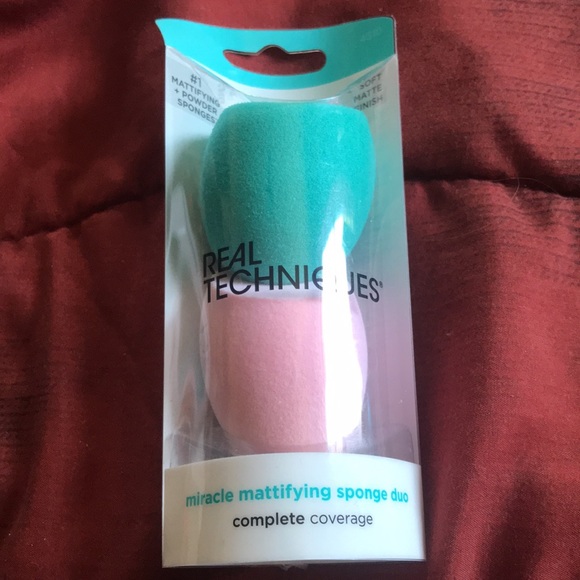 #1
MATTIFYING
+ POWDER
SPONGES
SOFT
MATTE
FINISH
REAL
TECHNIQUES®
miracle mattifying sponge duo
complete coverage